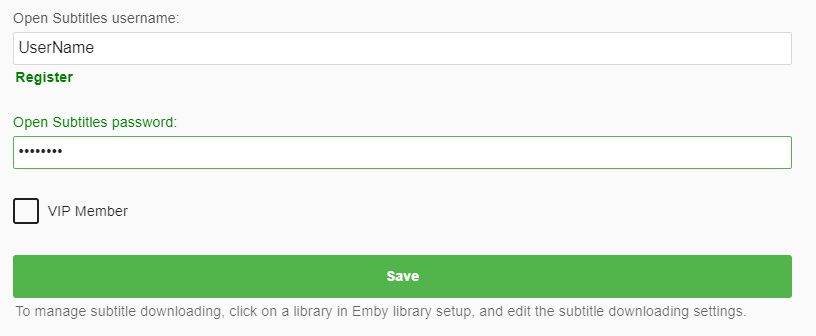 Open Subtitles username:
UserName
Register
Open Subtitles password:
••••••••
VIP Member
Save
To manage subtitle downloading, click on a library in Emby library setup, and edit the subtitle downloading settings.